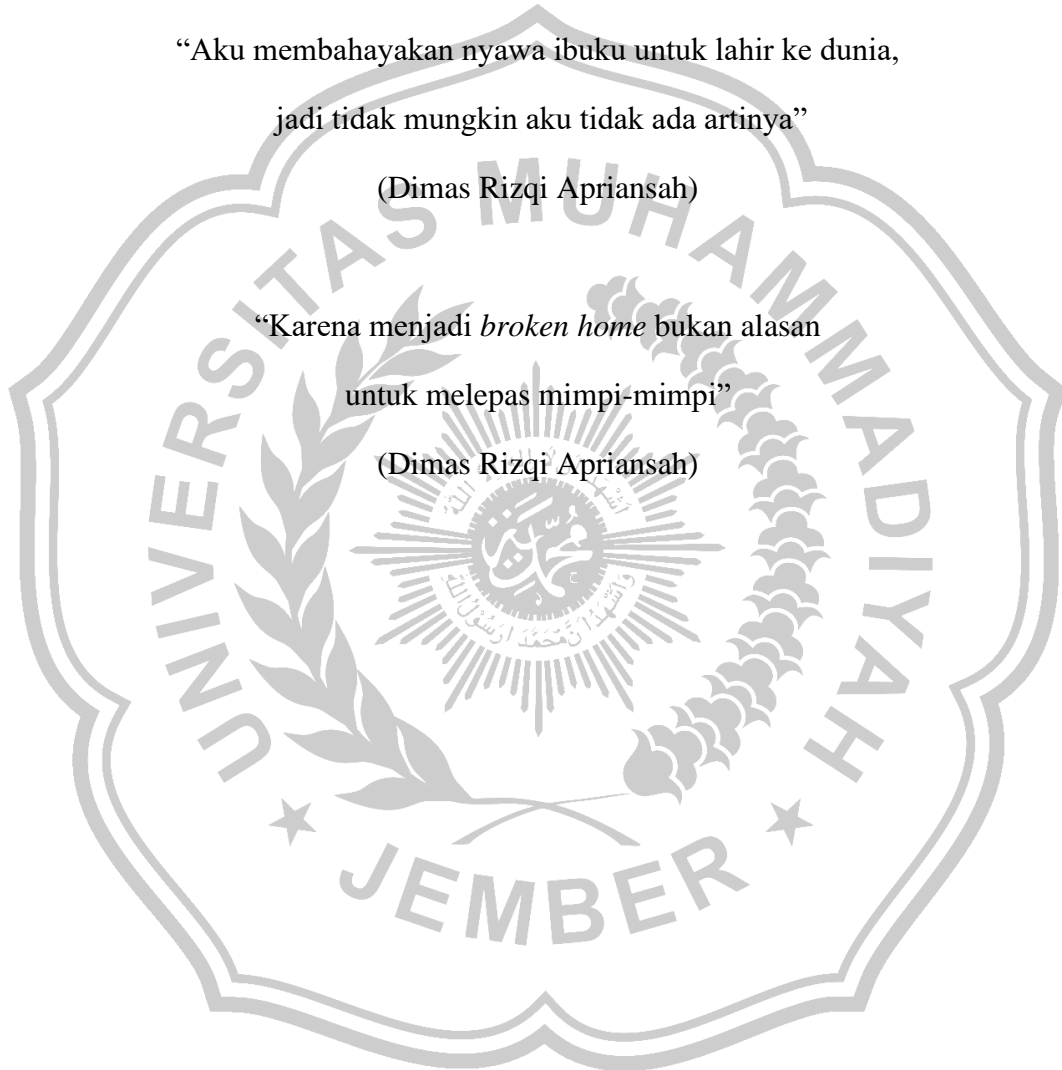 “Aku membahayakan nyawa ibuku untuk lahir ke dunia,
jadi tidak mungkin aku tidak ada artinya”
(Dimas Rizqi Apriansah)
“Karena menjadi broken home bukan alasan
untuk melepas mimpi-mimpi”
(Dimas Rizqi Apriansah)
UNIVERSITAS MUHAMMADIYAH
JEMBER